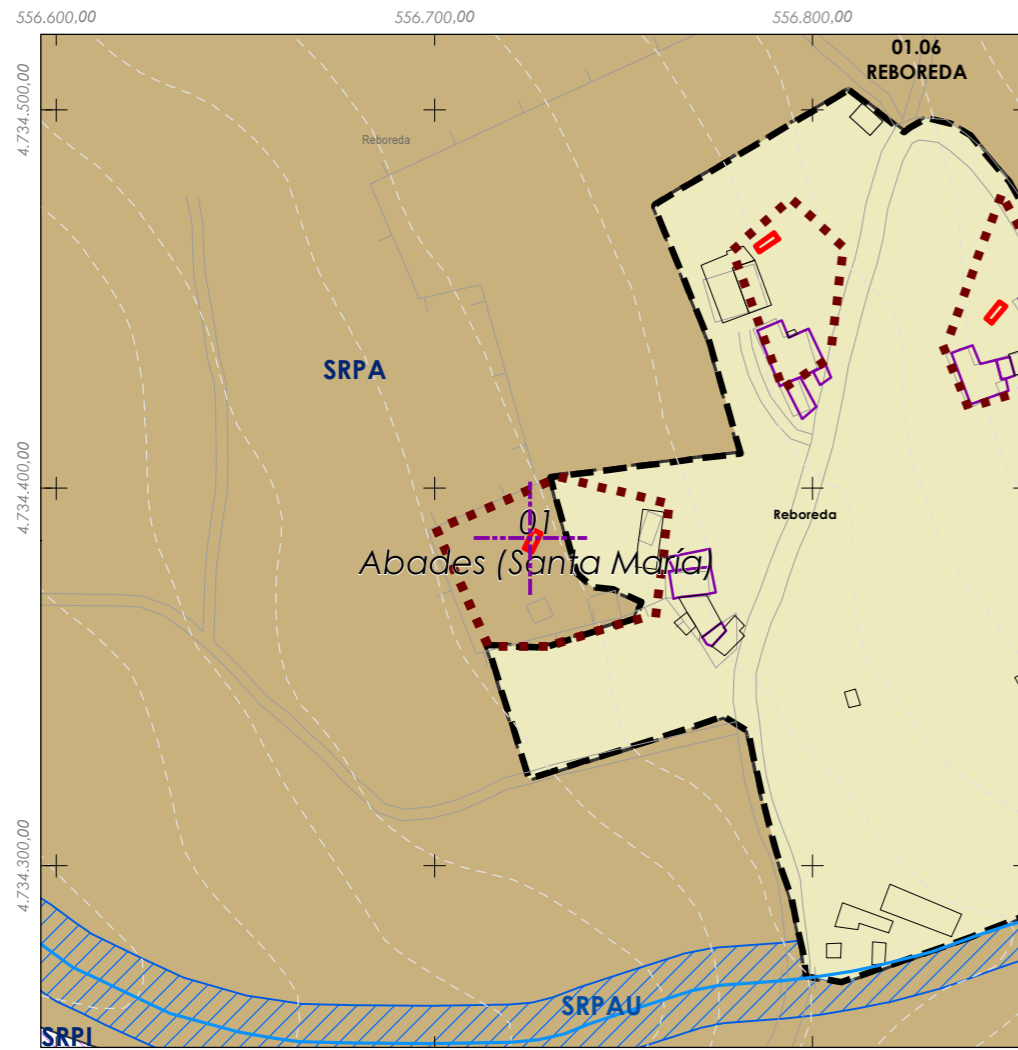 556.600,00
556.700,00
556.800,00
4.734.500,00
4.734.400,00
4.734.300,00
01.06
REBOREDA
Reboreda
SRPA
01
Abades (Santa María)
Reboreda
SRPAU
SRPI